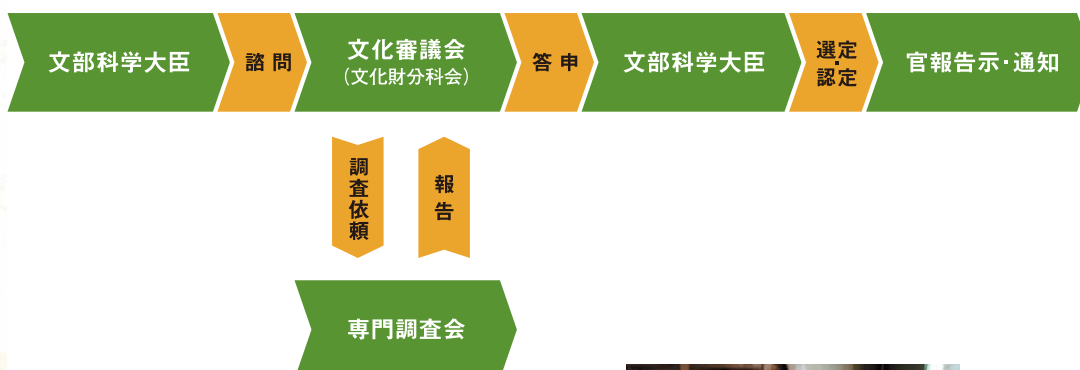 文部科学大臣
諮問
文化審議会
（文化財分科会）
答申
文部科学大臣
選定・
認定
官報告示・通知
調査依頼
報告
専門調査会